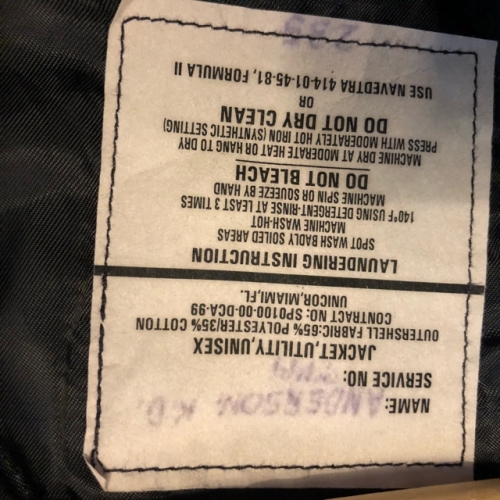 NAME: ANDERSON K.D.
SERVICE NO:
JACKET,UTILITY,UNISEX
OUTERSHELL FABRIC:65% POLYESTER/35% COTTON
CONTRACT NO: SPO100-00-DCA-99
UNICOR,MIAMI,FL.
LAUNDERING INSTRUCTION
SPOT WASH BADLY SOILED AREAS
MACHINE WASH-HOT
140°F USING DETERGENT-RINSE AT LEAST 3 TIMES
MACHINE SPIN OR SQUEEZE BY HAND
DO NOT BLEACH
MACHINE DRY AT MODERATE HEAT OR HANG TO DRY
PRESS WITH MODERATELY HOT IRON (SYNTHETIC SETTING)
DO NOT DRY CLEAN
OR
USE NAVEDTRA 414-01-45-81, FORMULA II